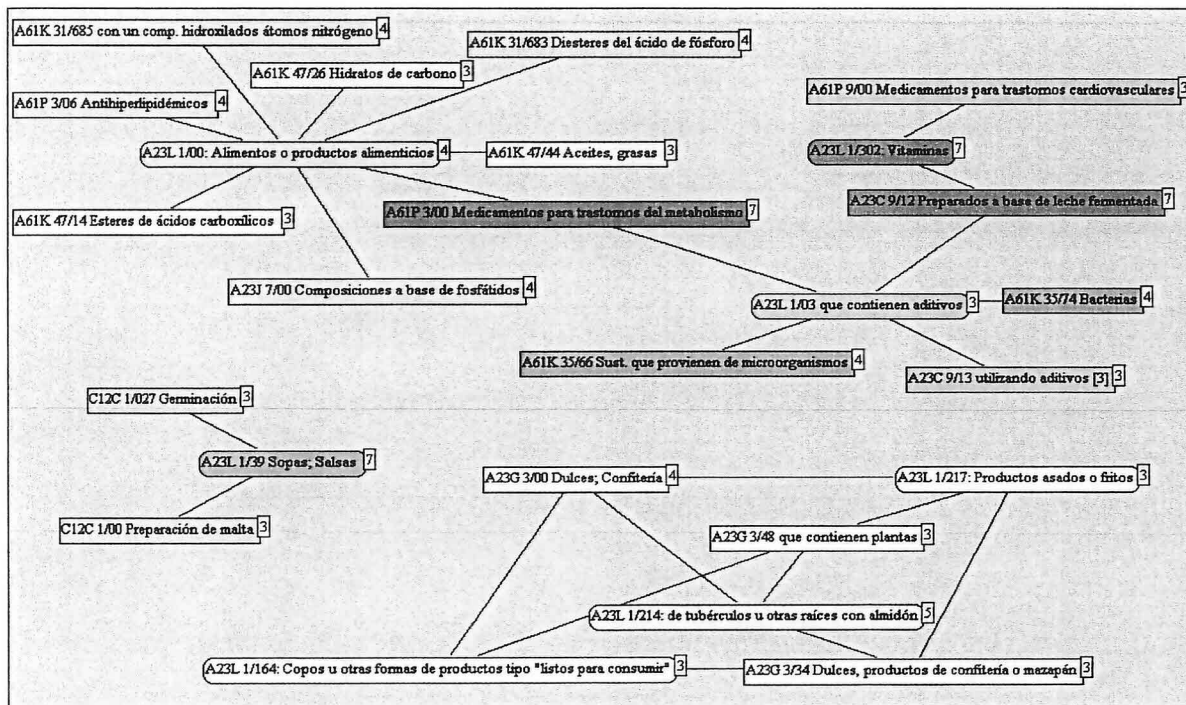 A61K 31/685 con un comp. hidroxilados átomos nitrógeno 4
A61K 31/683 Diesteres del ácido de fósforo 4
A61K 47/26 Hidratos de carbono 3
A61P 3/06 Antihiperlipidémicos 4
A61P 9/00 Medicamentos para trastornos cardiovasculares 3
A23L 1/00: Alimentos o productos alimenticios 4
A61K 47/44 Aceites, grasas 3
A23L 1/302; Vitaminas 7
A61K 47/14 Esteres de ácidos carboxílicos 3
A61P 3/00 Medicamentos para trastornos del metabolismo 7
A23C 9/12 Preparados a base de leche fermentada 7
A23J 7/00 Composiciones a base de fosfátidos 4
A23L 1/03 que contienen aditivos 3
A61K 35/74 Bacterias 4
A61K 35/66 Sust. que provienen de microorganismos 4
A23C 9/13 utilizando aditivos [3] 3
C12C 1/027 Germinación 3
A23L 1/39 Sopas; Salsas 7
A23G 3/00 Dulces; Confitería 4
A23L 1/217: Productos asados o fritos 3
C12C 1/00 Preparación de malta 3
A23G 3/48 que contienen plantas 3
A23L 1/214: de tubérculos u otras raíces con almidón 5
A23L 1/164: Copos u otras formas de productos tipo "listos para consumir" 3
A23G 3/34 Dulces, productos de confitería o mazapán 3